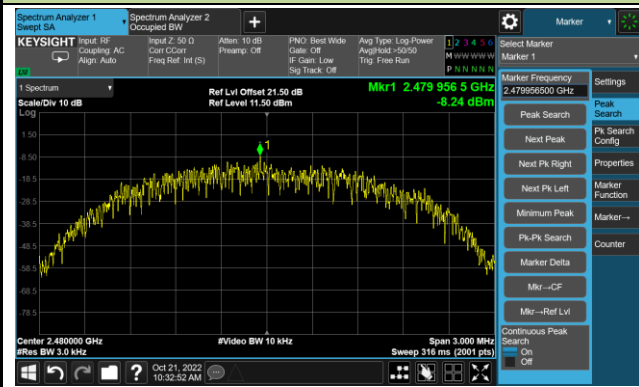 Spectrum Analyzer 1
Swept SA
Spectrum Analyzer 2
Occupied BW
Marker
KEYSIGHT
Input: RF
Coupling: AC
Align: Auto
Input Z: 50 Ω
Corr CCorr
Freq Ref: Int (S)
Atten: 10 dB
Preamp: Off
PNO: Best Wide
Gate: Off
IF Gain: Low
Sig Track: Off
Avg Type: Log-Power
Avg|Hold:>50/50
Trig: Free Run
1 2 3 4 5 6
M W W W W W
P N N N N N
LXI
Select Marker
Marker 1
1 Spectrum
Scale/Div 10 dB
Log
Ref Lvl Offset 21.50 dB
Ref Level 11.50 dBm
Mkr1 2.479 956 5 GHz
-8.24 dBm
1
1.50
-8.50
-18.5
-28.5
-38.5
-48.5
-58.5
-68.5
-78.5
Center 2.480000 GHz
#Res BW 3.0 kHz
#Video BW 10 kHz
Span 3.000 MHz
Sweep 316 ms (2001 pts)
Marker Frequency
2.479956500 GHz
Peak Search
Next Peak
Next Pk Right
Next Pk Left
Minimum Peak
Pk-Pk Search
Marker Delta
Mkr→CF
Mkr→Ref Lvl
Continuous Peak
Search
On
Off
Settings
Peak
Search
Pk Search
Config
Properties
Marker
Function
Marker→
Counter
Oct 21, 2022
10:32:52 AM